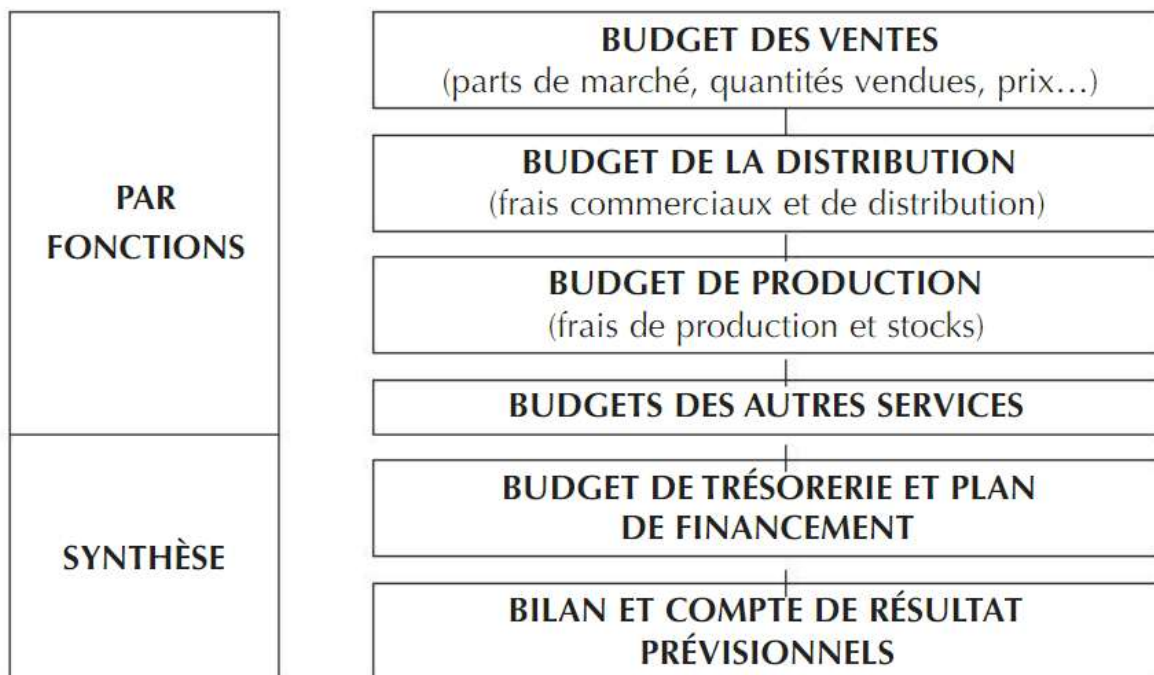 BUDGET DES VENTES
(parts de marché, quantités vendues, prix…)
BUDGET DE LA DISTRIBUTION
(frais commerciaux et de distribution)
PAR
FONCTIONS
BUDGET DE PRODUCTION
(frais de production et stocks)
BUDGETS DES AUTRES SERVICES
BUDGET DE TRÉSORERIE ET PLAN
DE FINANCEMENT
SYNTHÈSE
BILAN ET COMPTE DE RÉSULTAT
PRÉVISIONNELS